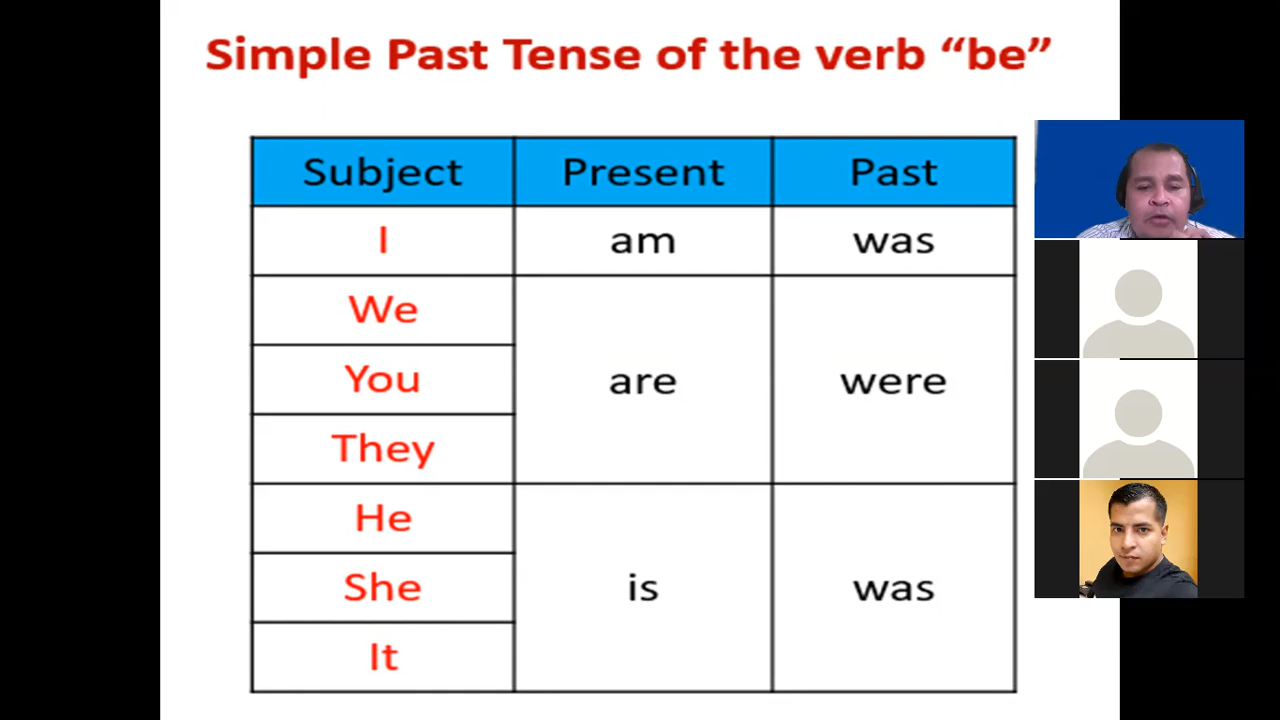 Simple Past Tense of the verb “be”
Subject Present Past
I am was
We
You are were
They
He
She is was
It